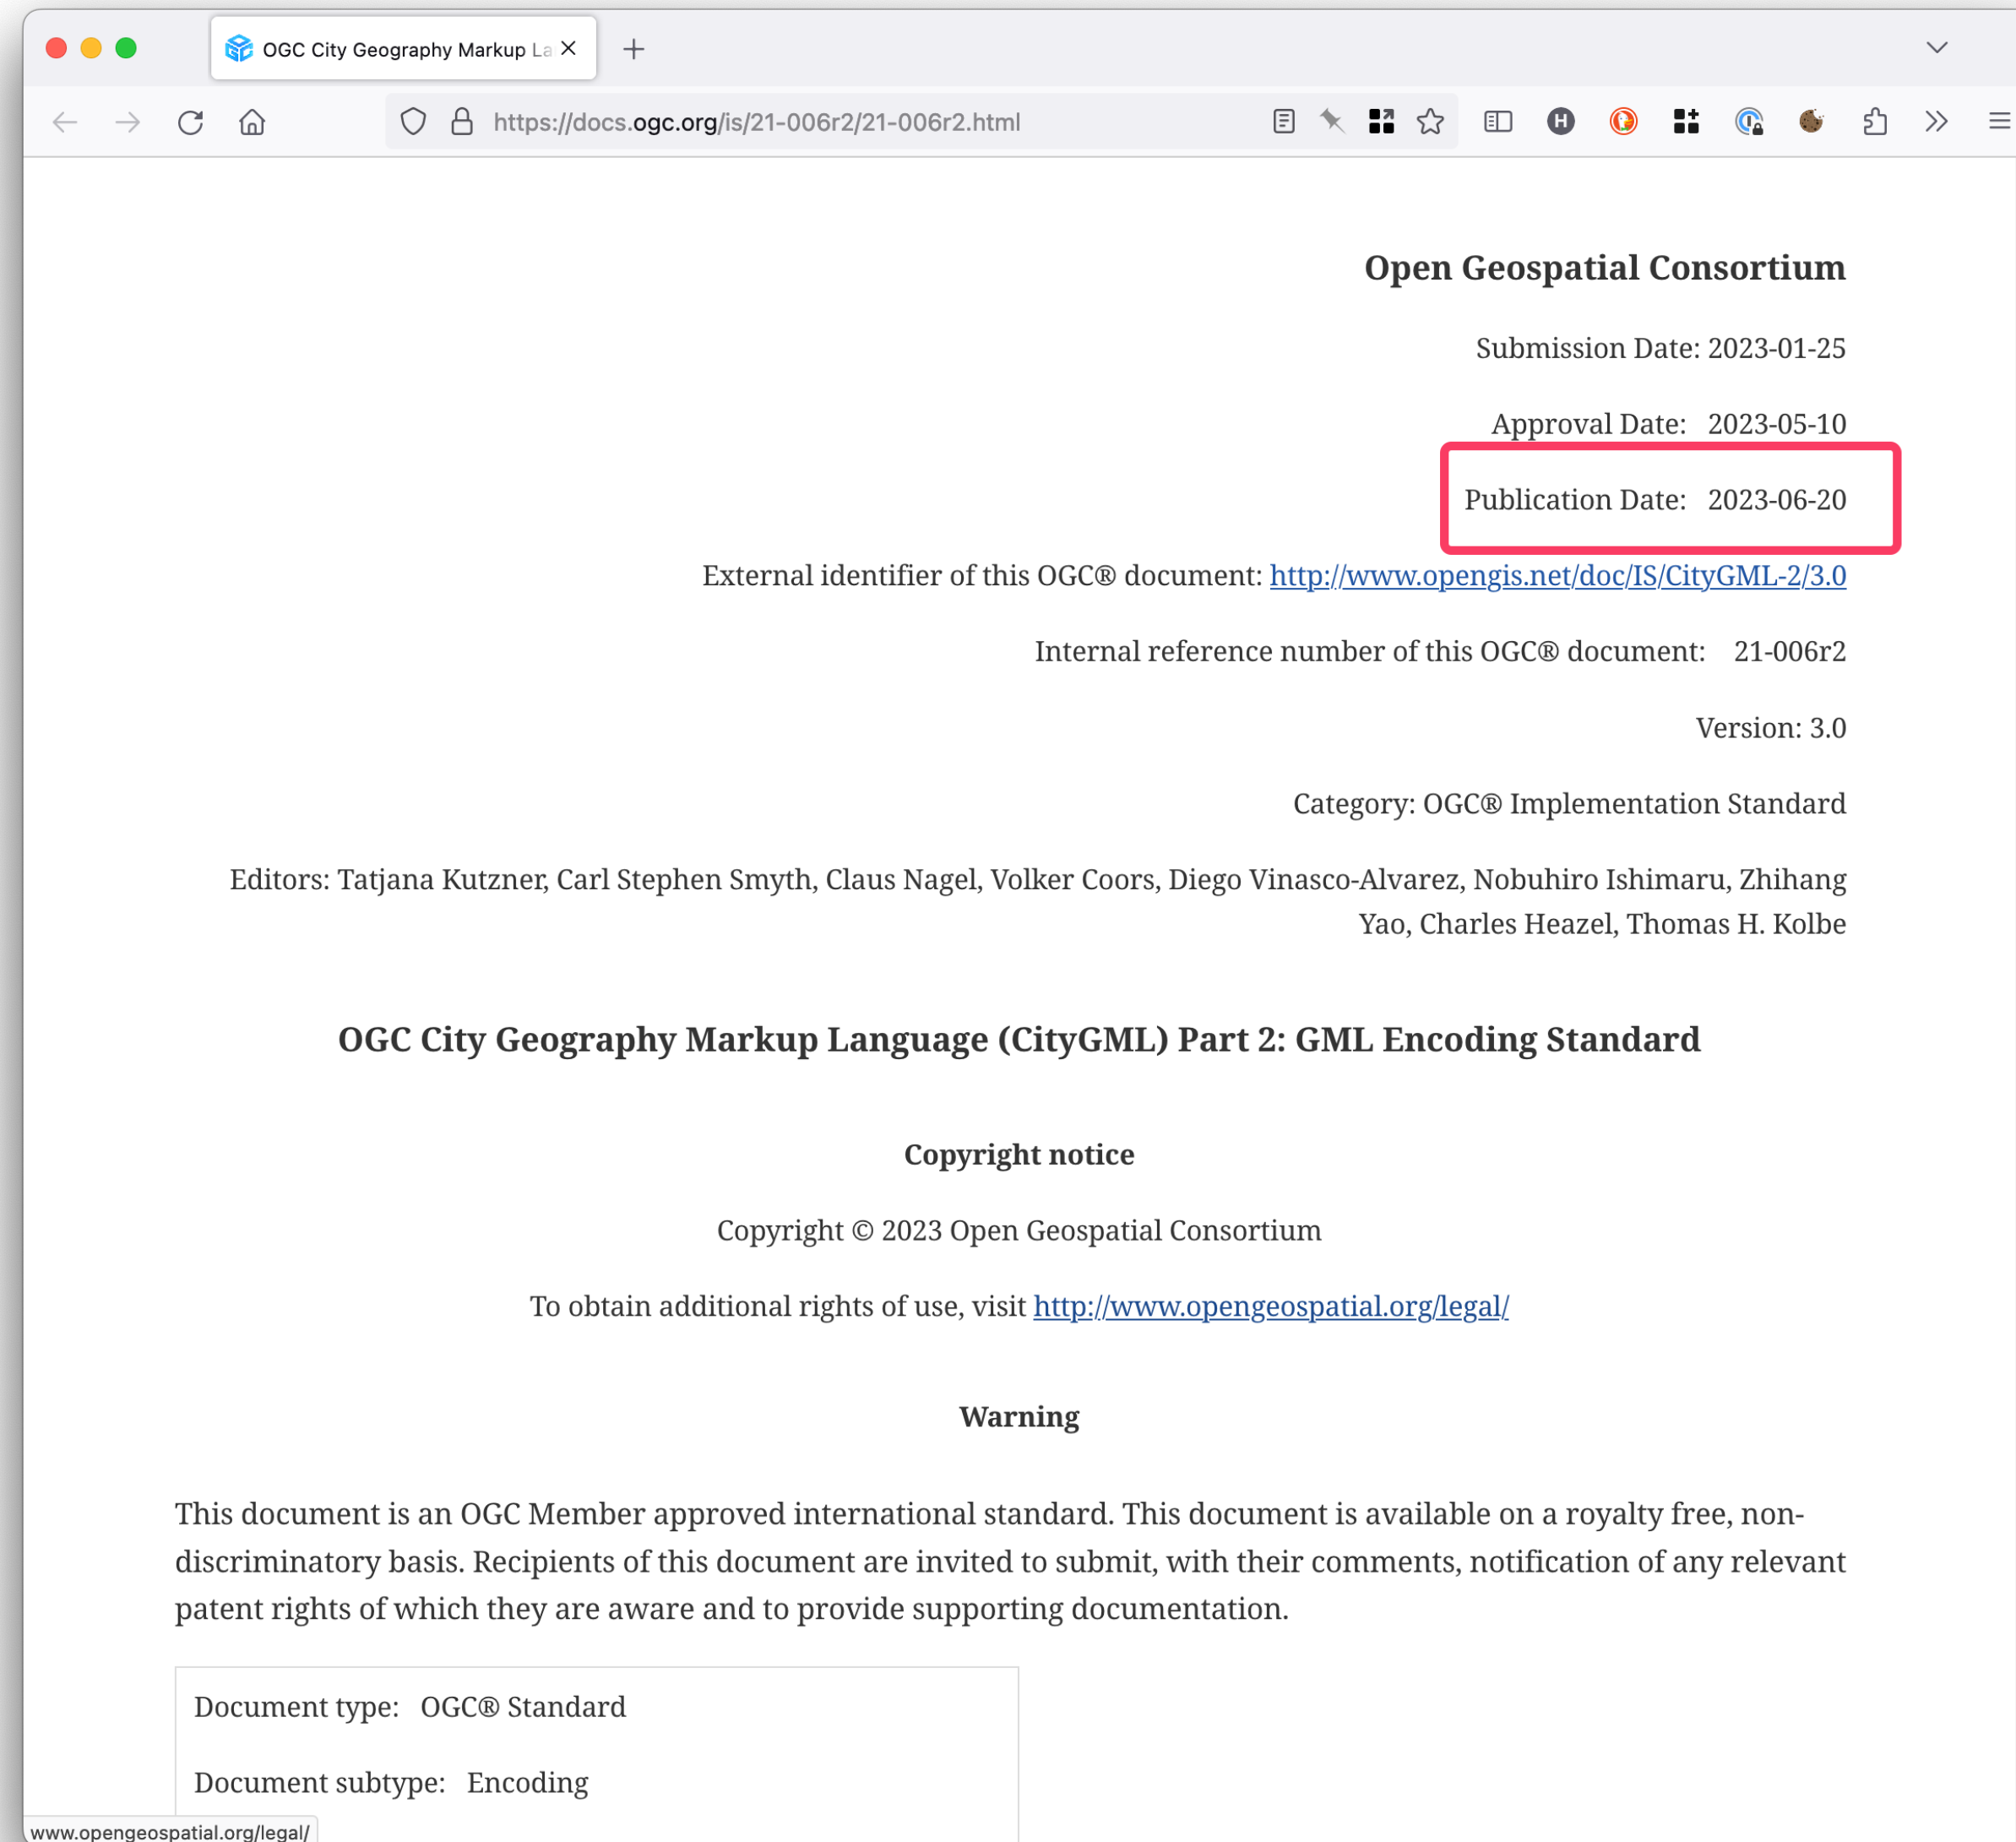 OGC City Geography Markup La
https://docs.ogc.org/is/21-006r2/21-006r2.html
H
Open Geospatial Consortium
Submission Date: 2023-01-25
Approval Date: 2023-05-10
Publication Date: 2023-06-20
External identifier of this OGC® document: http://www.opengis.net/doc/IS/CityGML-2/3.0
Internal reference number of this OGC® document: 21-006r2
Version: 3.0
Category: OGC® Implementation Standard
Editors: Tatjana Kutzner, Carl Stephen Smyth, Claus Nagel, Volker Coors, Diego Vinasco-Alvarez, Nobuhiro Ishimaru, Zhihang
Yao, Charles Heazel, Thomas H. Kolbe
OGC City Geography Markup Language (CityGML) Part 2: GML Encoding Standard
Copyright notice
Copyright © 2023 Open Geospatial Consortium
To obtain additional rights of use, visit http://www.opengeospatial.org/legal/
Warning
This document is an OGC Member approved international standard. This document is available on a royalty free, non-
discriminatory basis. Recipients of this document are invited to submit, with their comments, notification of any relevant
patent rights of which they are aware and to provide supporting documentation.
Document type: OGC® Standard
Document subtype: Encoding
www.opengeospatial.org/legal/